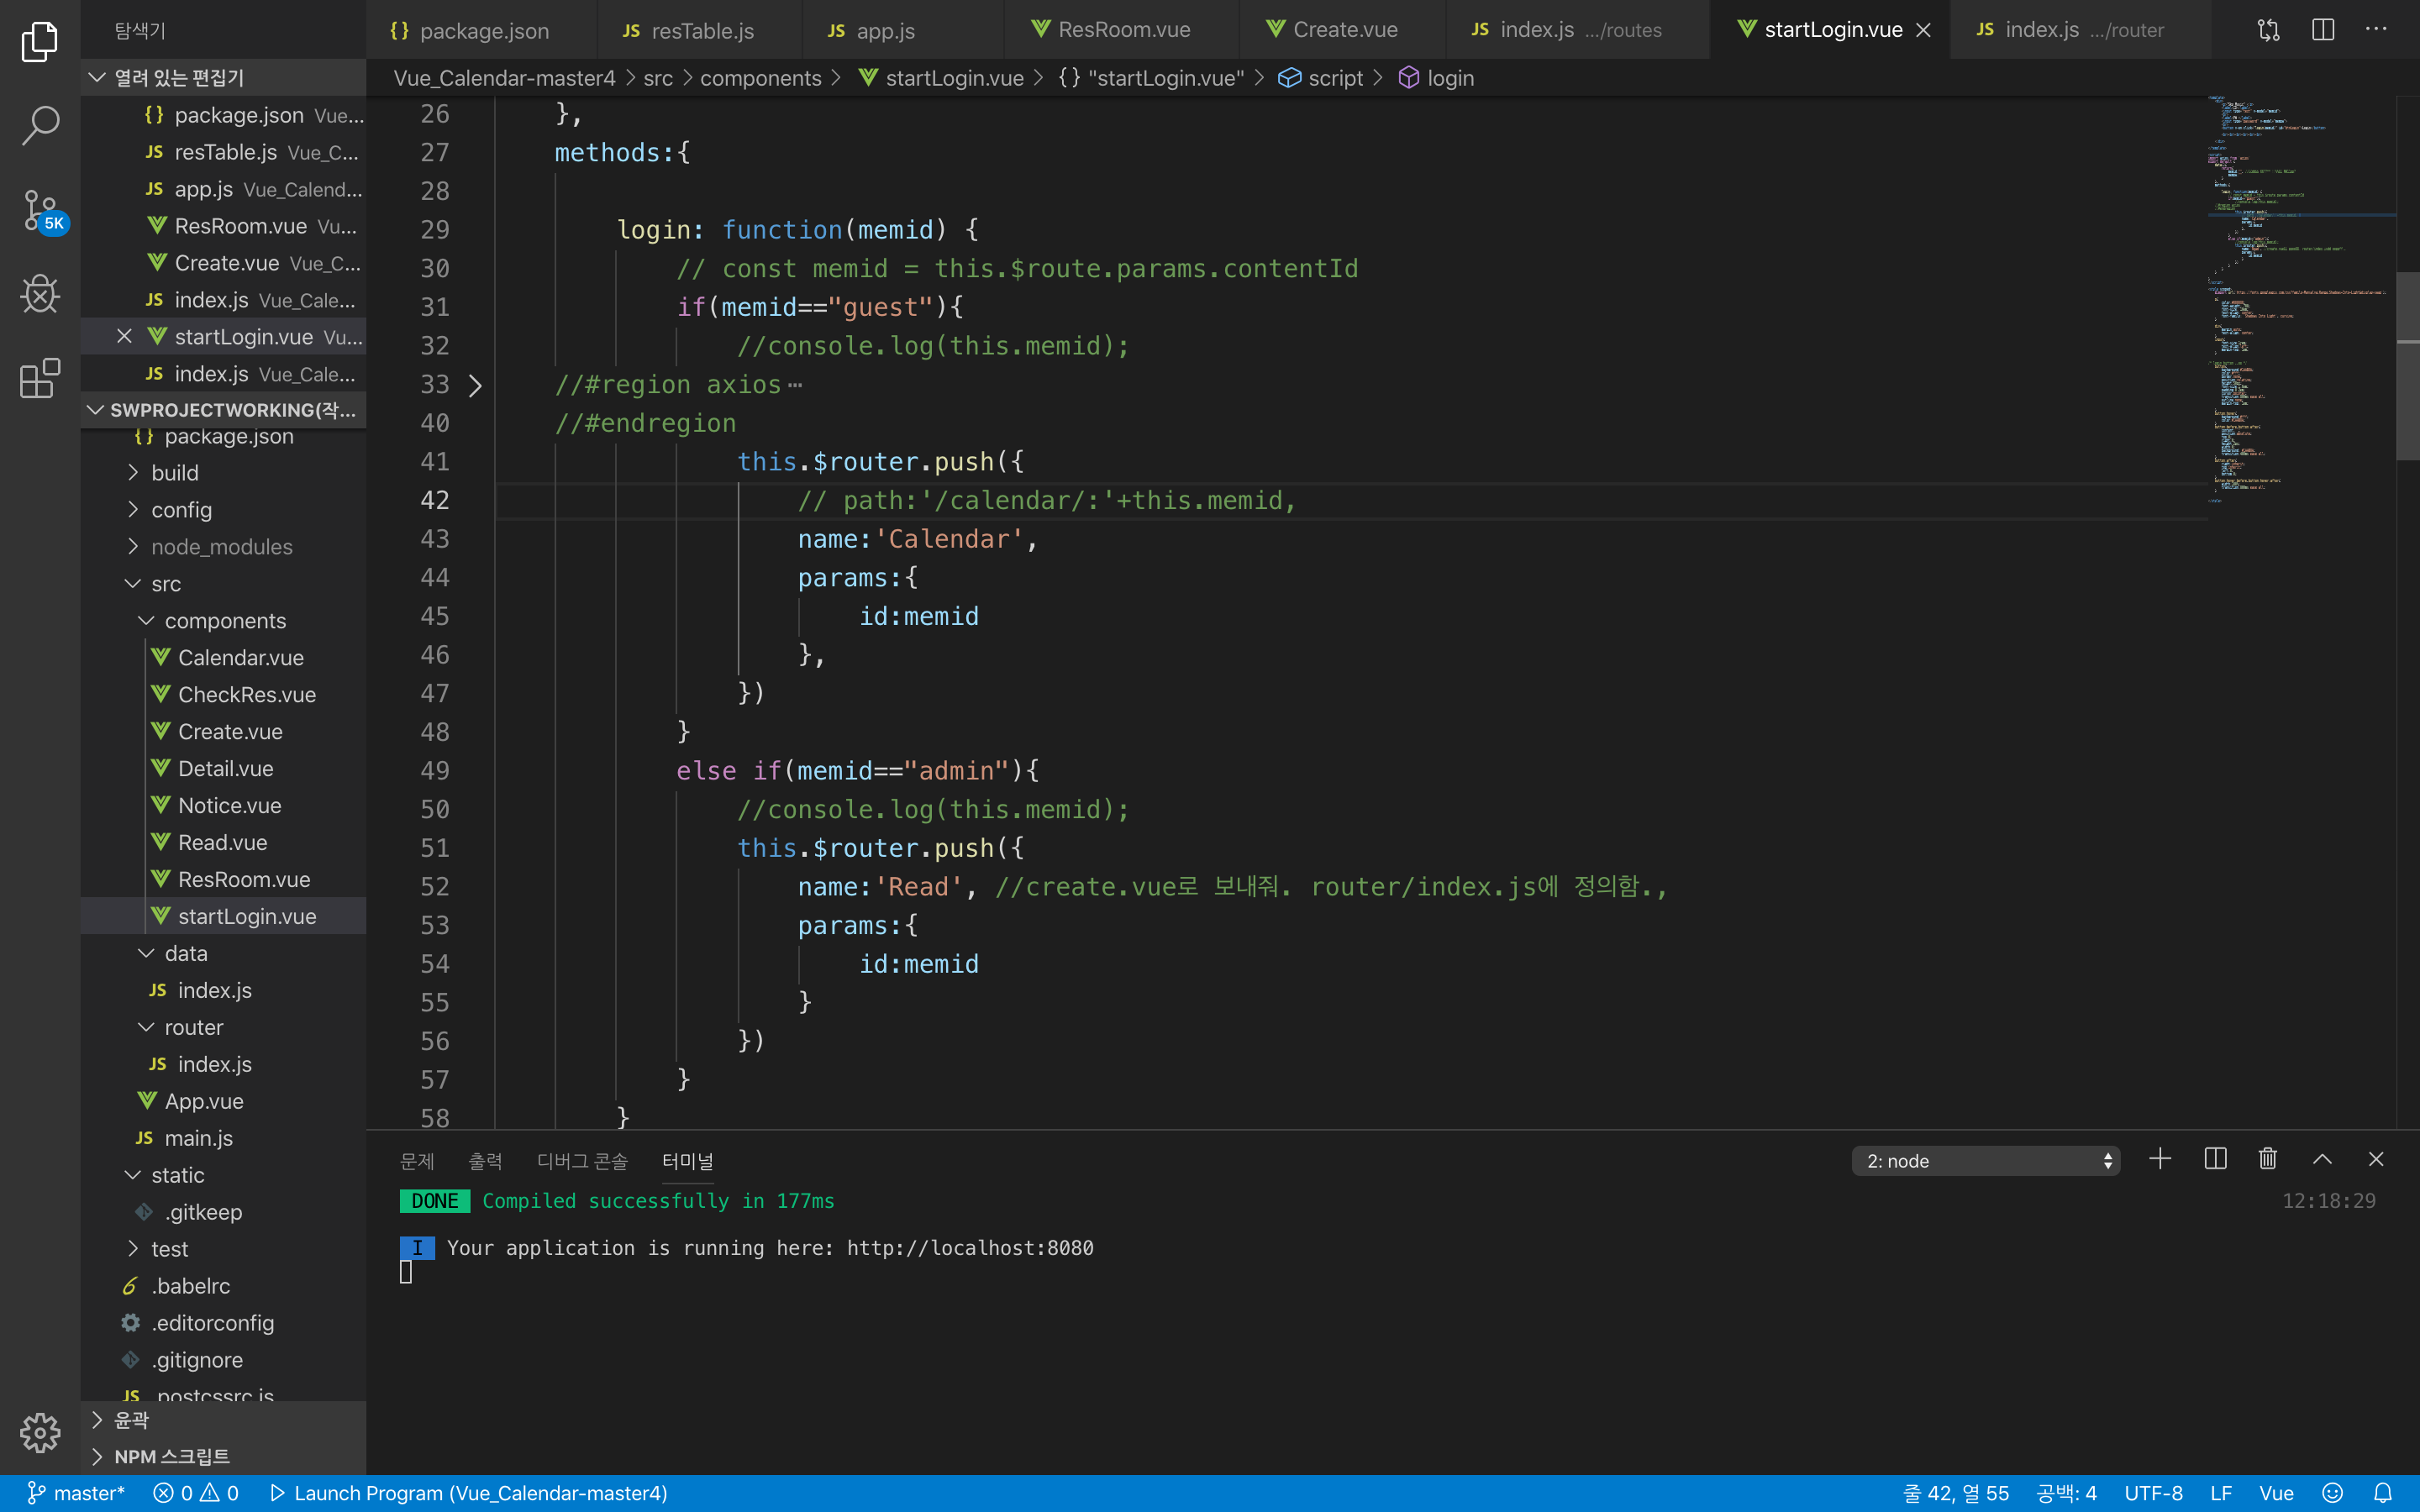 탐색기
package.json
resTable.js
app.js
ResRoom.vue
Create.vue
index.js .../routes
startLogin.vue
index.js .../router
열려 있는 편집기
package.json Vue...
resTable.js Vue_C...
app.js Vue_Calend...
ResRoom.vue Vu...
Create.vue Vue_C...
index.js Vue_Cale...
startLogin.vue Vu...
index.js Vue_Cale...
5K
SWPROJECTWORKING(작...
package.json
build
config
node_modules
src
components
Calendar.vue
CheckRes.vue
Create.vue
Detail.vue
Notice.vue
Read.vue
ResRoom.vue
startLogin.vue
data
index.js
router
index.js
App.vue
main.js
static
.gitkeep
test
.babelrc
.editorconfig
.gitignore
.postcssrc.js
윤곽
NPM 스크립트
Vue_Calendar-master4 > src > components > startLogin.vue > {} "startLogin.vue" > script > login
26 },
27 methods:{
28
29 login: function(memid) {
30 // const memid = this.$route.params.contentId
31 if(memid=="guest"){
32 //console.log(this.memid);
33 //#region axios⋯
40 //#endregion
41 this.$router.push({
42 // path:'/calendar/:'+this.memid,
43 name:'Calendar',
44 params:{
45 id:memid
46 },
47 })
48 }
49 else if(memid=="admin"){
50 //console.log(this.memid);
51 this.$router.push({
52 name:'Read', //create.vue로 보내줘. router/index.js에 정의함.,
53 params:{
54 id:memid
55 }
56 })
57 }
58 }
문제 출력 디버그 콘솔 터미널
2: node
DONE Compiled successfully in 177ms 12:18:29
I Your application is running here: http://localhost:8080
master* 0 0 Launch Program (Vue_Calendar-master4)
줄 42, 열 55 공백: 4 UTF-8 LF Vue